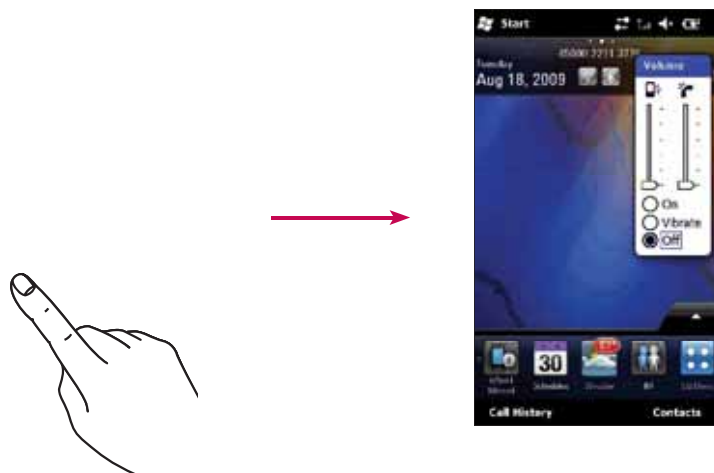 Start
Tuesday
Aug 18, 2009
Volume
On
Vibrate
Off
30
Call History
Contacts